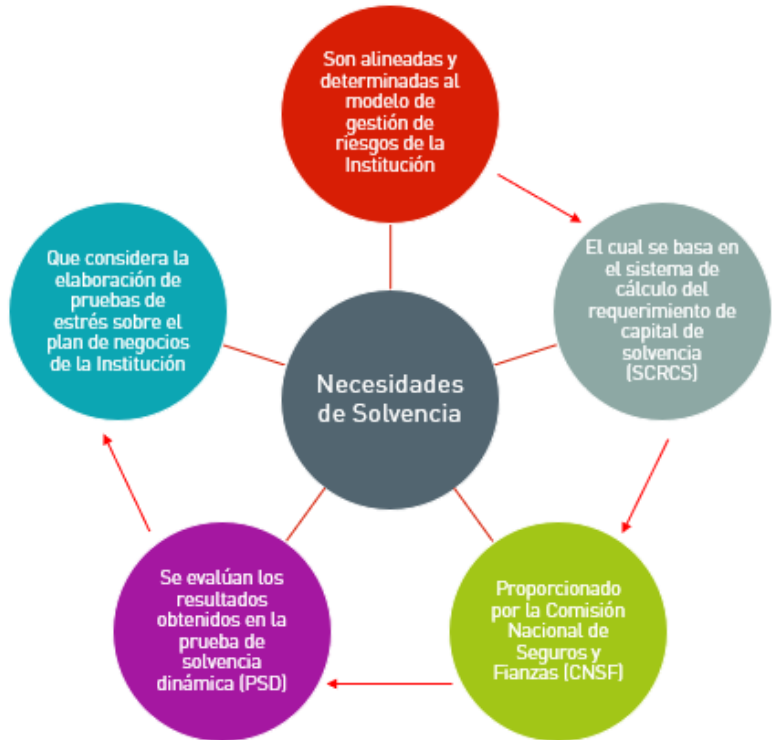 Son alineadas y
determinadas al
modelo de
gestión de
riesgos de la
Institución
El cual se basa en
el sistema de
cálculo del
requerimiento de
capital de
solvencia
(SCRCS)
Proporcionado
por la Comisión
Nacional de
Seguros y
Fianzas (CNSF)
Se evalúan los
resultados
obtenidos en la
prueba de
solvencia
dinámica (PSD)
Que considera la
elaboración de
pruebas de
estrés sobre el
plan de negocios
de la Institución
Necesidades
de Solvencia